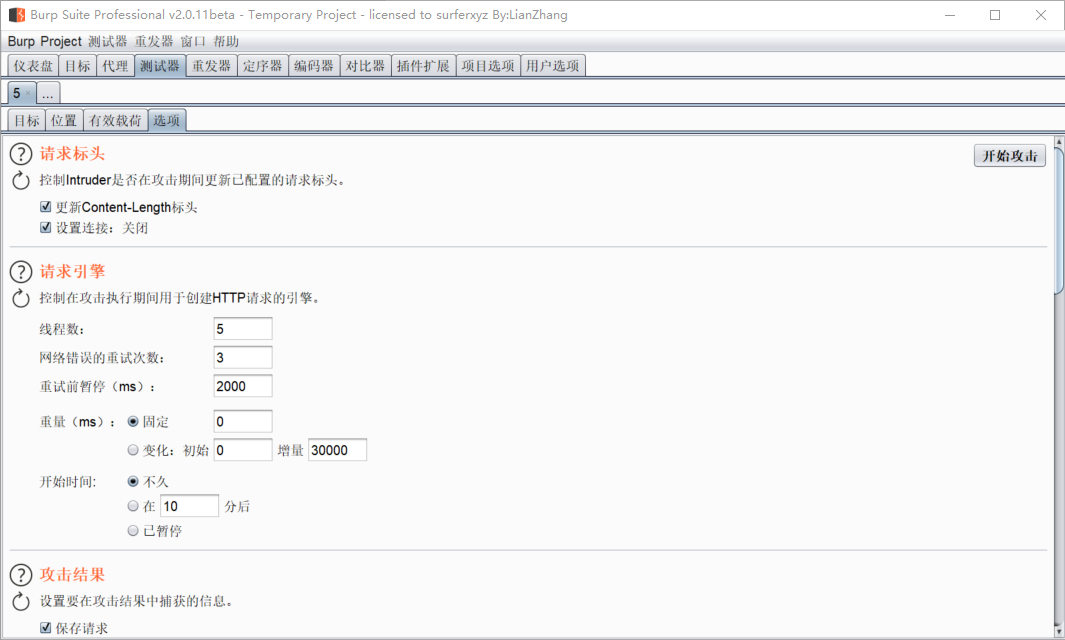 Burp Suite Professional v2.0.11beta - Temporary Project - licensed to surferxyz By:LianZhang
Burp Project 测试器 重发器 窗口 帮助
仪表盘 目标 代理 测试器 重发器 定序器 编码器 对比器 插件扩展 项目选项 用户选项
5 × ...
目标 位置 有效载荷 选项
? 请求标头 开始攻击
控制Intruder是否在攻击期间更新已配置的请求标头。
更新Content-Length标头
设置连接：关闭
? 请求引擎
控制在攻击执行期间用于创建HTTP请求的引擎。
线程数： 5
网络错误的重试次数： 3
重试前暂停（ms）： 2000
重量（ms）： 固定 0
变化：初始 0 增量 30000
开始时间： 不久
在 10 分后
已暂停
? 攻击结果
设置要在攻击结果中捕获的信息。
保存请求